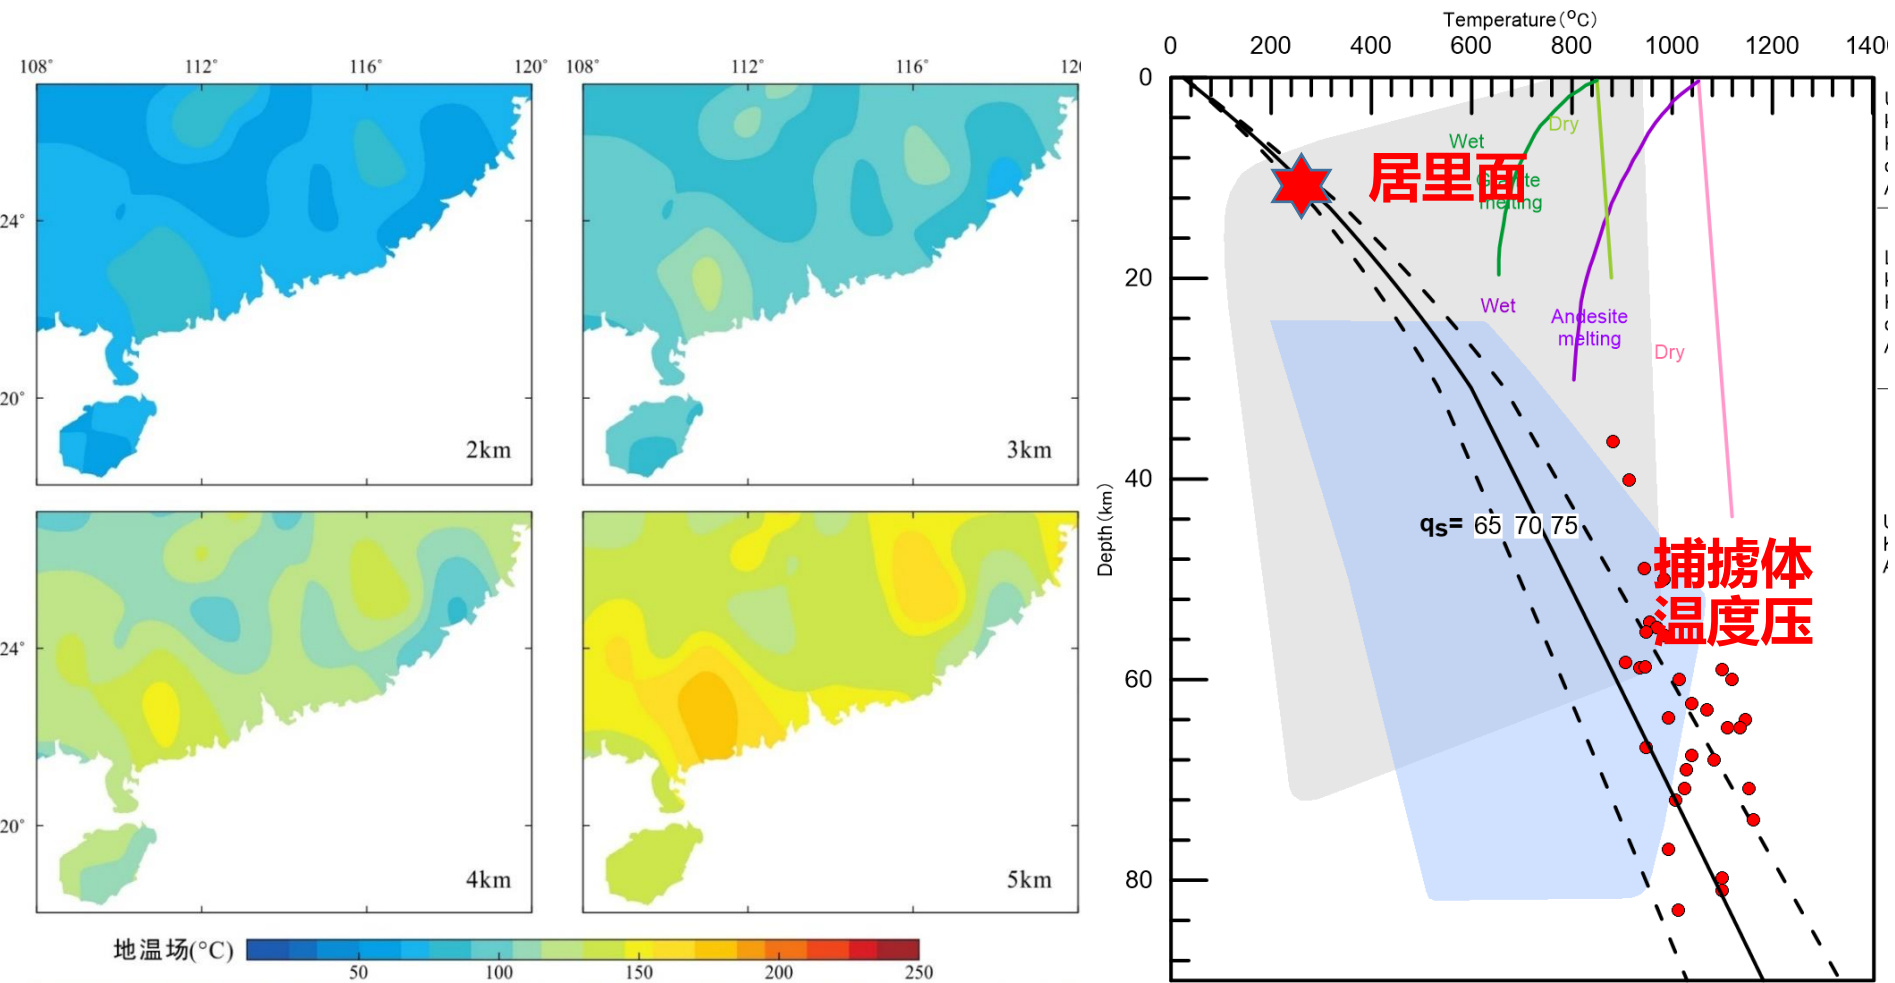 108° 112° 116° 120°
24°
20°
2km
108° 112° 116°
3km
24°
20°
4km
5km
地温场(°C)
50 100 150 200 250
Temperature(°C)
0 200 400 600 800 1000 1200
0
20
40
60
80
Depth(km)
Wet
Dry
居里面
melting
Wet
Andesite
melting
Dry
qs= 65 70 75
捕掳体
温度压